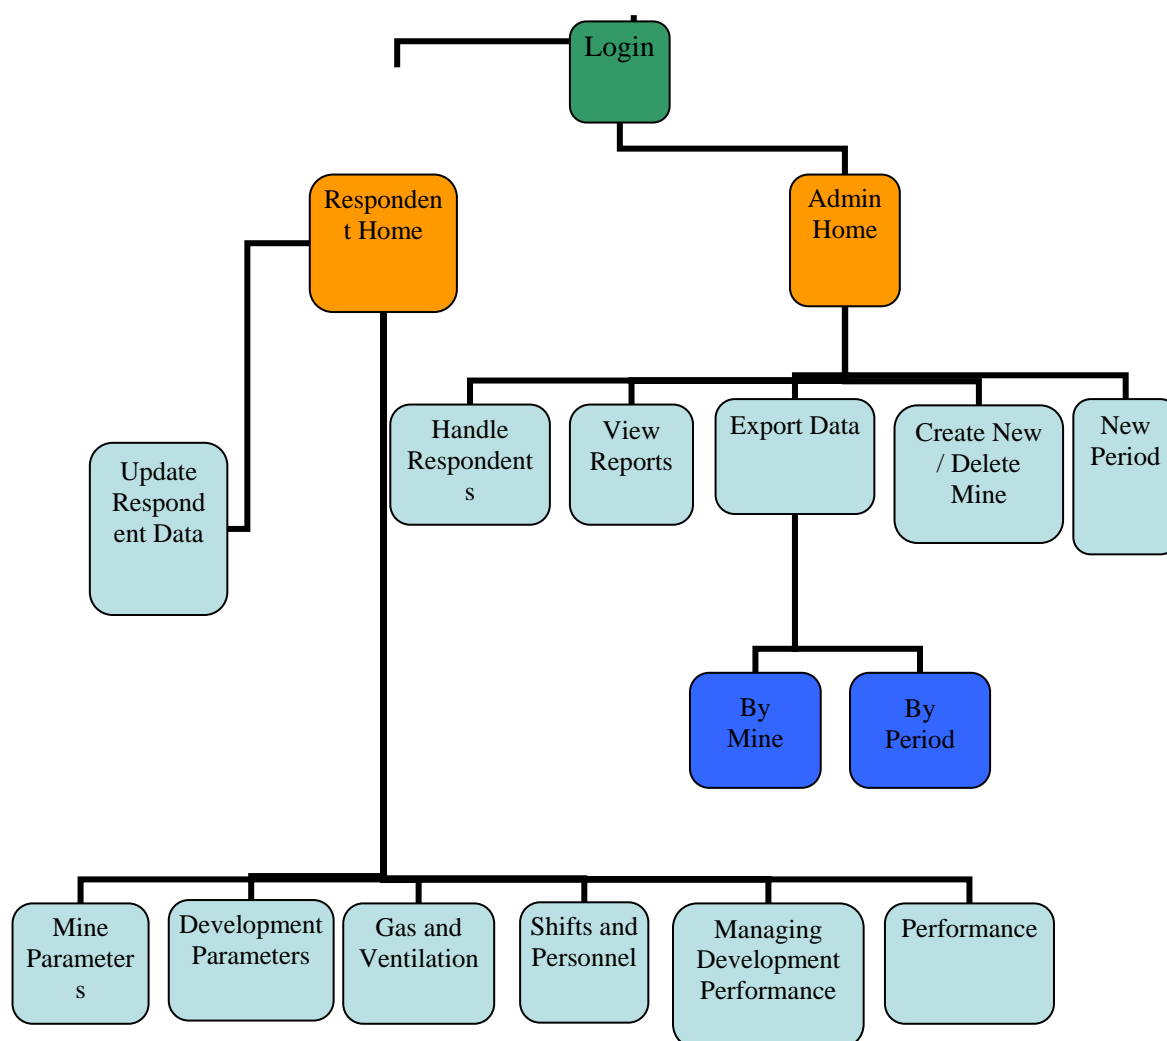 Login
Responden
t Home
Admin
Home
Handle
Respondent
s
View
Reports
Export Data
Create New
/ Delete
Mine
New
Period
Update
Respond
ent Data
By
Mine
By
Period
Mine
Parameter
s
Development
Parameters
Gas and
Ventilation
Shifts and
Personnel
Managing
Development
Performance
Performance